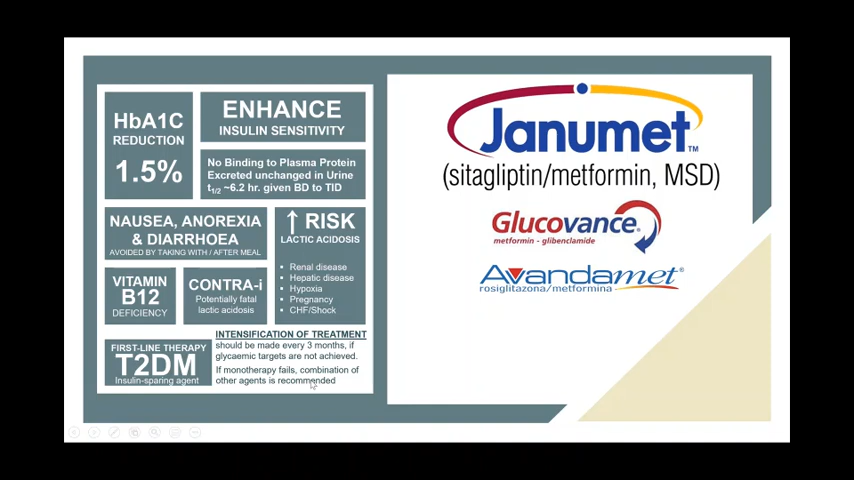 HbA1C
REDUCTION
1.5%
ENHANCE
INSULIN SENSITIVITY
No Binding to Plasma Protein
Excreted unchanged in Urine
t1/2 ~6.2 hr. given BD to TID
NAUSEA, ANOREXIA
& DIARRHOEA
AVOIDED BY TAKING WITH / AFTER MEAL
↑ RISK
LACTIC ACIDOSIS
• Renal disease
• Hepatic disease
• Hypoxia
• Pregnancy
• CHF/Shock
VITAMIN
B12
DEFICIENCY
CONTRA-i
Potentially fatal
lactic acidosis
FIRST-LINE THERAPY
T2DM
Insulin-sparing agent
INTENSIFICATION OF TREATMENT
should be made every 3 months, if
glycaemic targets are not achieved.
If monotherapy fails, combination of
other agents is recommended
Janumet™
(sitagliptin/metformin, MSD)
Glucovance®
metformin - glibenclamide
Avandamet®
rosiglitazona/metformina